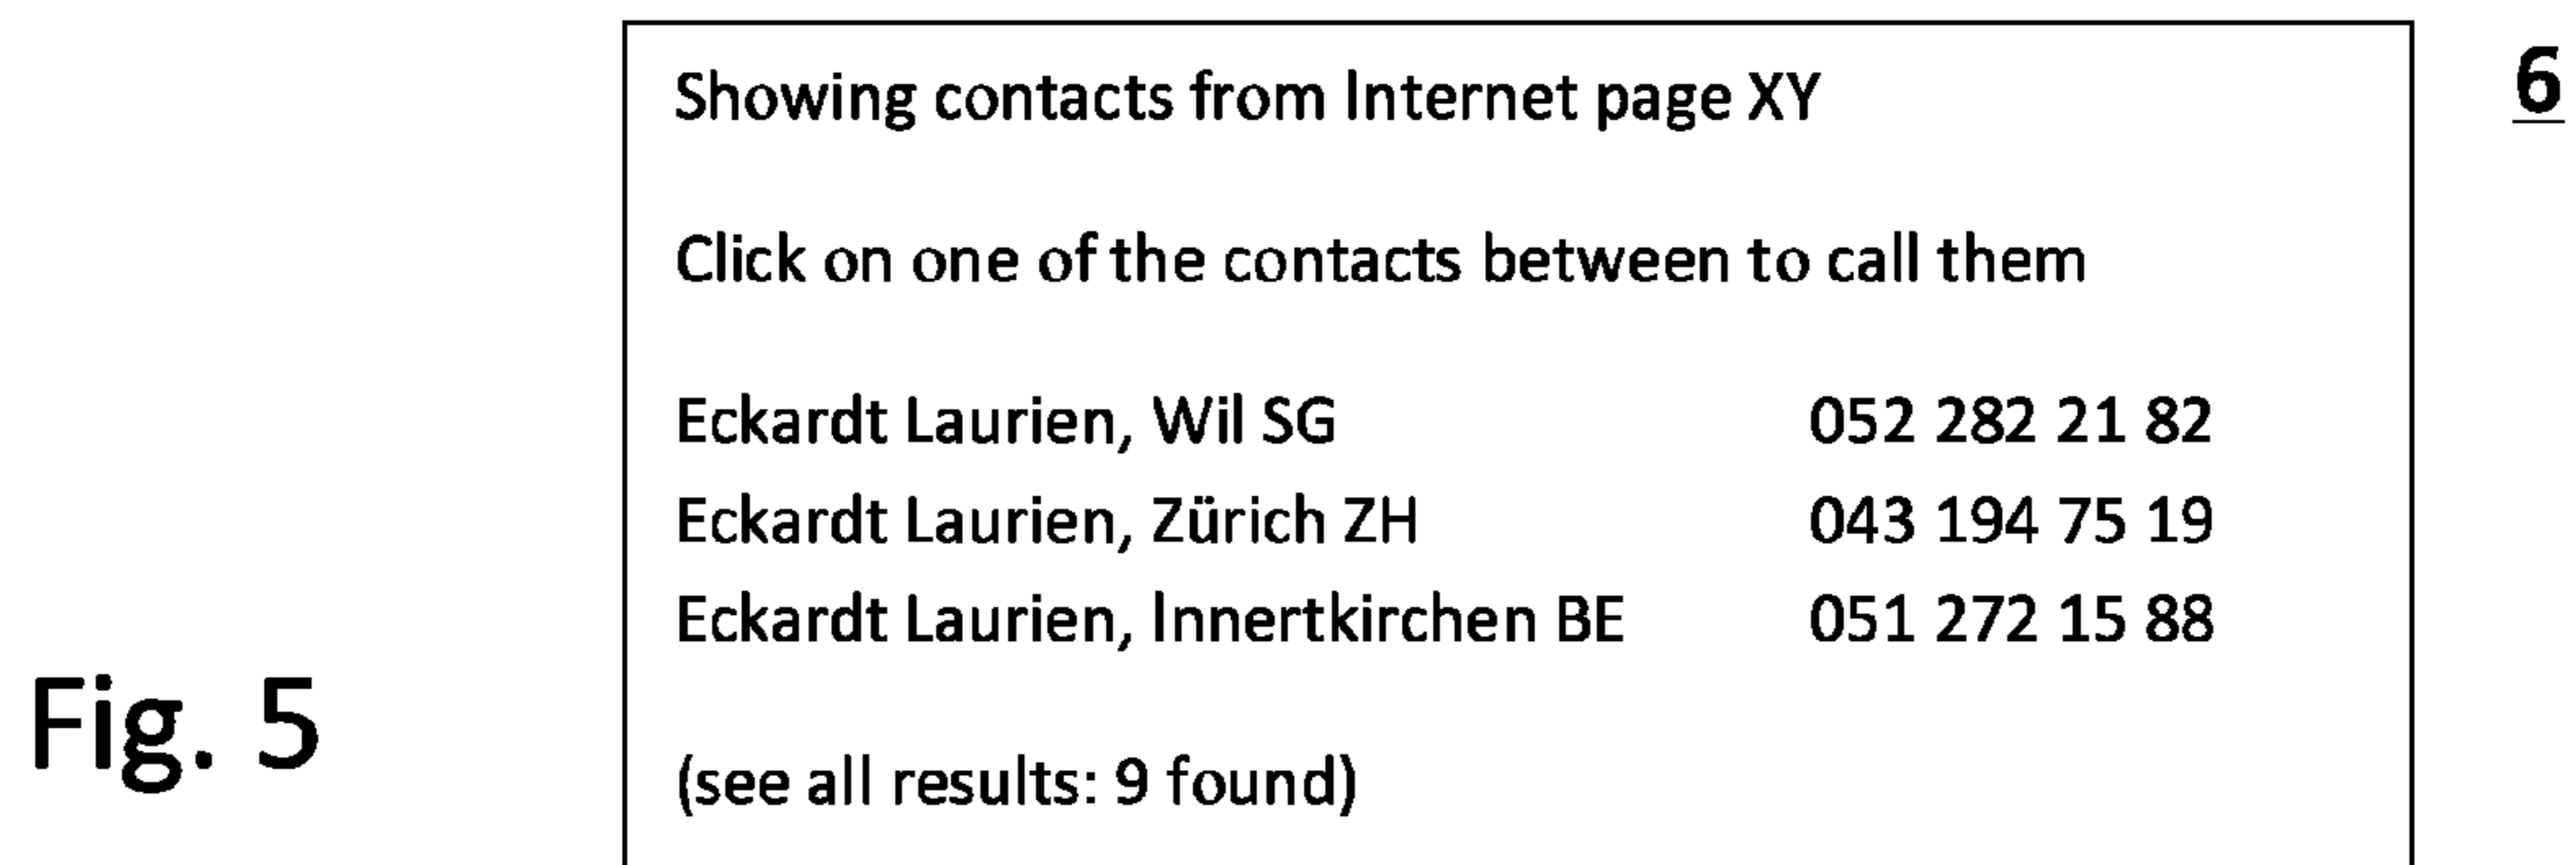 Showing contacts from Internet page XY
6
Click on one of the contacts between to call them
Eckardt Laurien, Wil SG 052 282 21 82
Eckardt Laurien, Zürich ZH 043 194 75 19
Eckardt Laurien, Innertkirchen BE 051 272 15 88
(see all results: 9 found)
Fig. 5